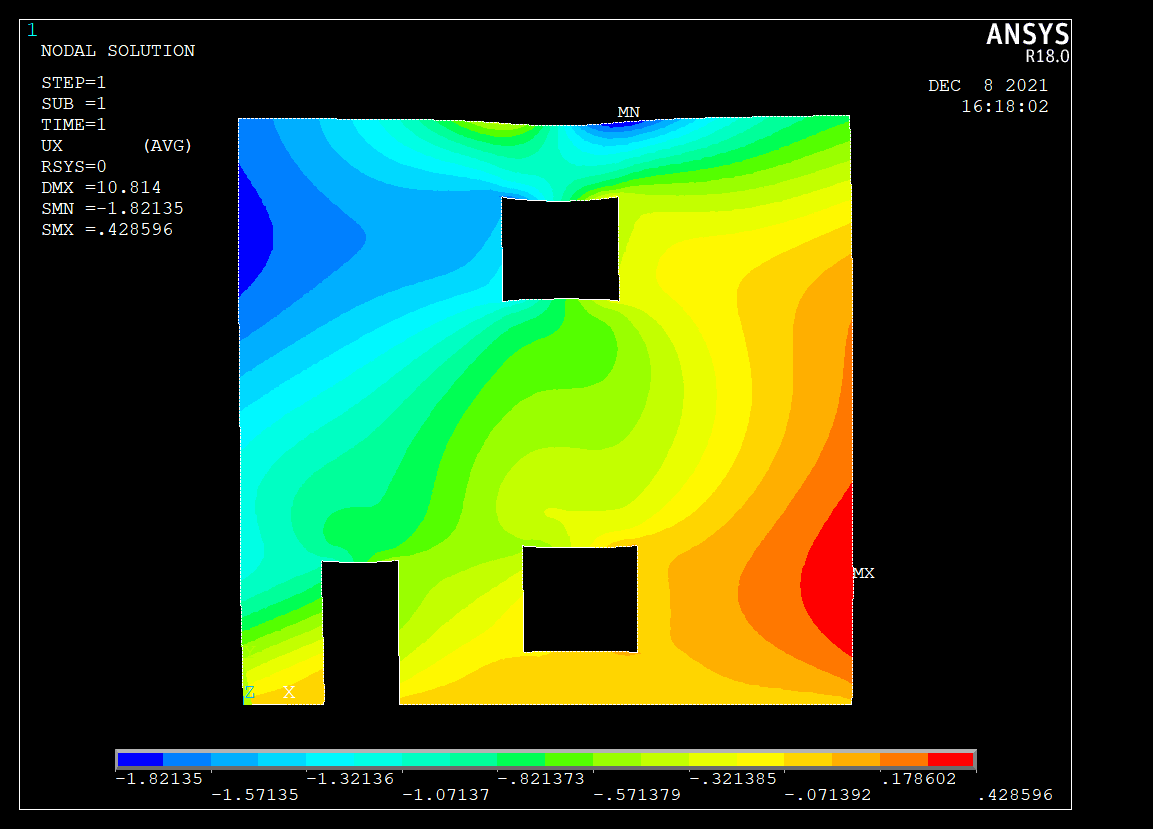 1
ANSYS
R18.0
NODAL SOLUTION
DEC  8 2021
16:18:02
STEP=1
SUB =1
TIME=1
UX       (AVG)
RSYS=0
DMX =10.814
SMN =-1.82135
SMX =.428596
MN
MX
Z  X
-1.82135 -1.32136 -.821373 -.321385 .178602
-1.57135 -1.07137 -.571379 -.071392 .428596